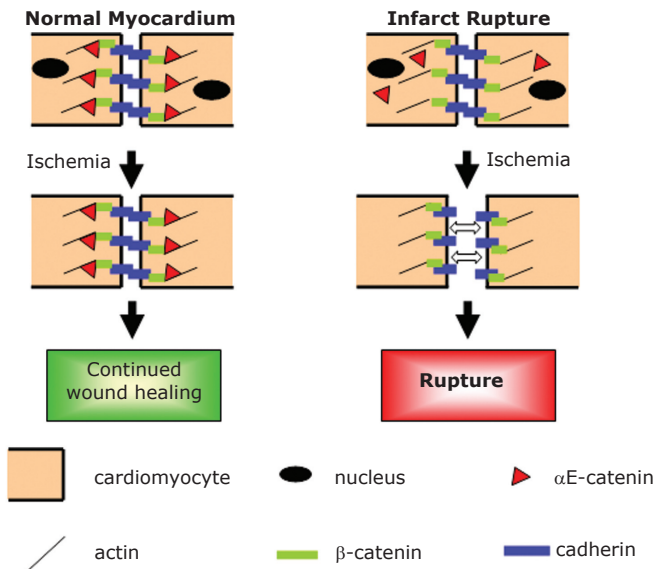 Normal Myocardium
Infarct Rupture
Ischemia
Ischemia
Continued
wound healing
Rupture
cardiomyocyte
nucleus
αE-catenin
actin
β-catenin
cadherin